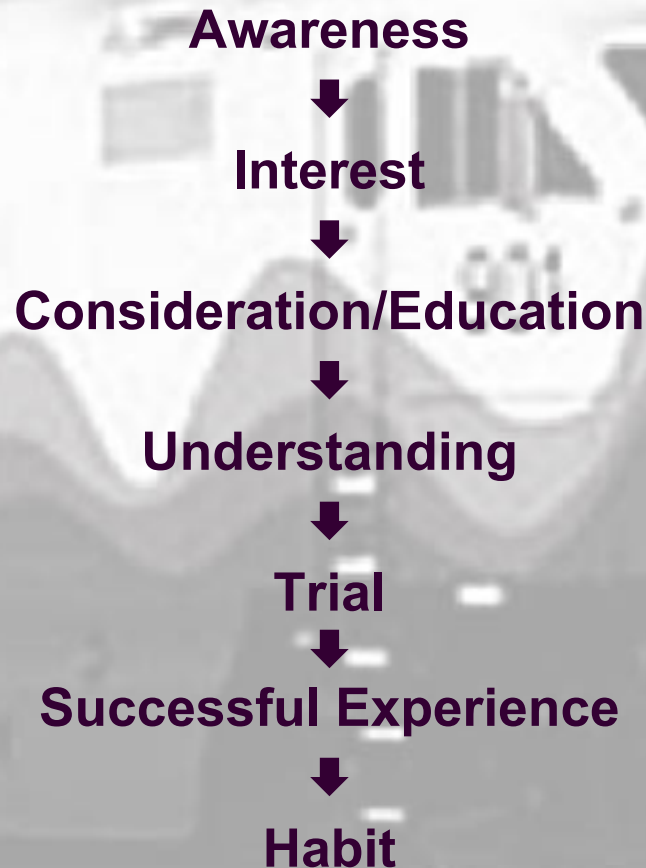 Awareness
Interest
Consideration/Education
Understanding
Trial
Successful Experience
Habit